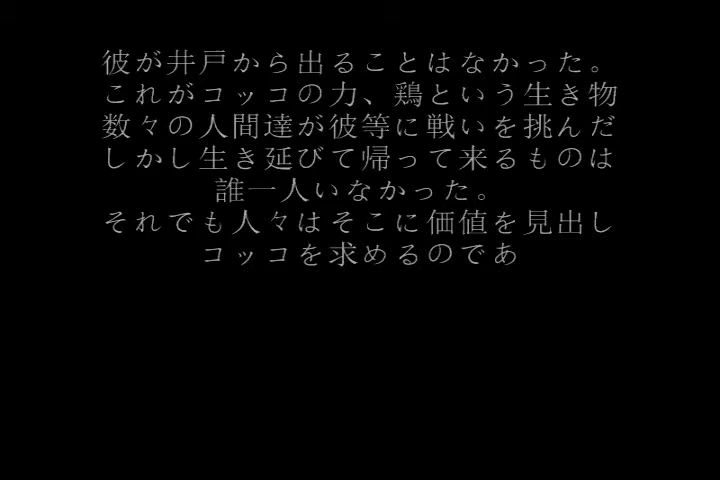 彼が井戸から出ることはなかった。
これがコッコの力、鶏という生き物
数々の人間達が彼等に戦いを挑んだ
しかし生き延びて帰って来るものは
誰一人いなかった。
それでも人々はそこに価値を見出し
コッコを求めるのであ